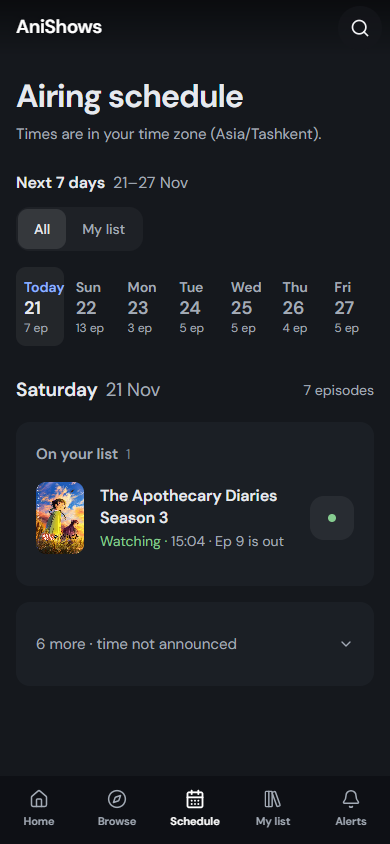 AniShows
Airing schedule
Times are in your time zone (Asia/Tashkent).
Next 7 days 21–27 Nov
All My list
Today Sun Mon Tue Wed Thu Fri
21 22 23 24 25 26 27
7 ep 13 ep 3 ep 5 ep 5 ep 4 ep 5 ep
Saturday 21 Nov 7 episodes
On your list 1
The Apothecary Diaries
Season 3
Watching · 15:04 · Ep 9 is out
6 more · time not announced
Home Browse Schedule My list Alerts